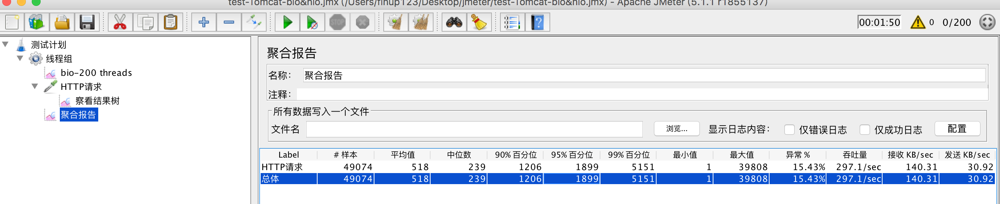 test-Tomcat-bio&nio.jmx (/Users/finup123/Desktop/jmeter/test-Tomcat-bio&nio.jmx) - Apache JMeter (5.1.1 r1855137)
STOP
00:01:50 0 0/200
测试计划
线程组
bio-200 threads
HTTP请求
察看结果树
聚合报告
聚合报告
名称： 聚合报告
注释：
所有数据写入一个文件
文件名 浏览... 显示日志内容： 仅错误日志 仅成功日志 配置
Label # 样本 平均值 中位数 90% 百分位 95% 百分位 99% 百分位 最小值 最大值 异常 % 吞吐量 接收 KB/sec 发送 KB/sec
HTTP请求 49074 518 239 1206 1899 5151 1 39808 15.43% 297.1/sec 140.31 30.92
总体 49074 518 239 1206 1899 5151 1 39808 15.43% 297.1/sec 140.31 30.92